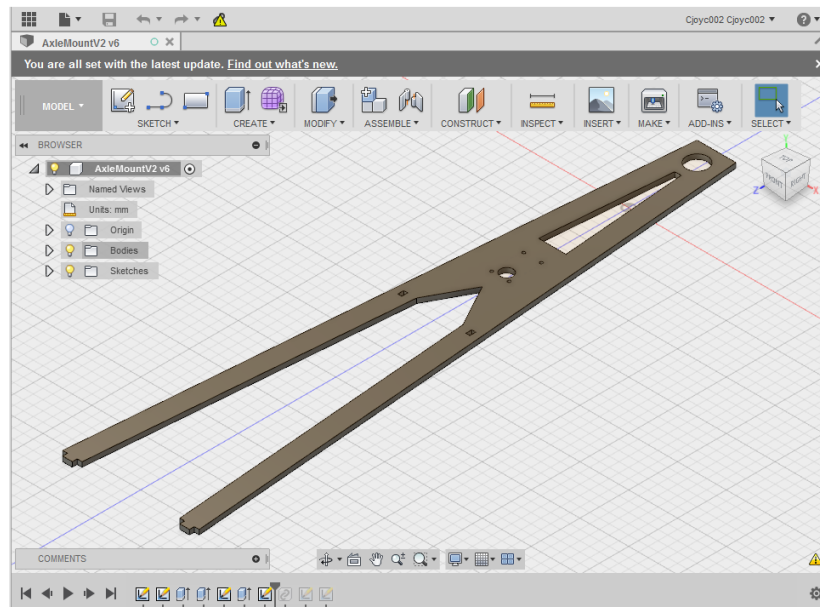 Cjoyc002 Cjoyc002
AxleMountV2 v6
You are all set with the latest update. Find out what's new.
MODEL
SKETCH
CREATE
MODIFY
ASSEMBLE
CONSTRUCT
INSPECT
INSERT
MAKE
ADD-INS
SELECT
BROWSER
AxleMountV2 v6
Named Views
Units: mm
Origin
Bodies
Sketches
Y
TOP
FRONT
RIGHT
Z
X
COMMENTS